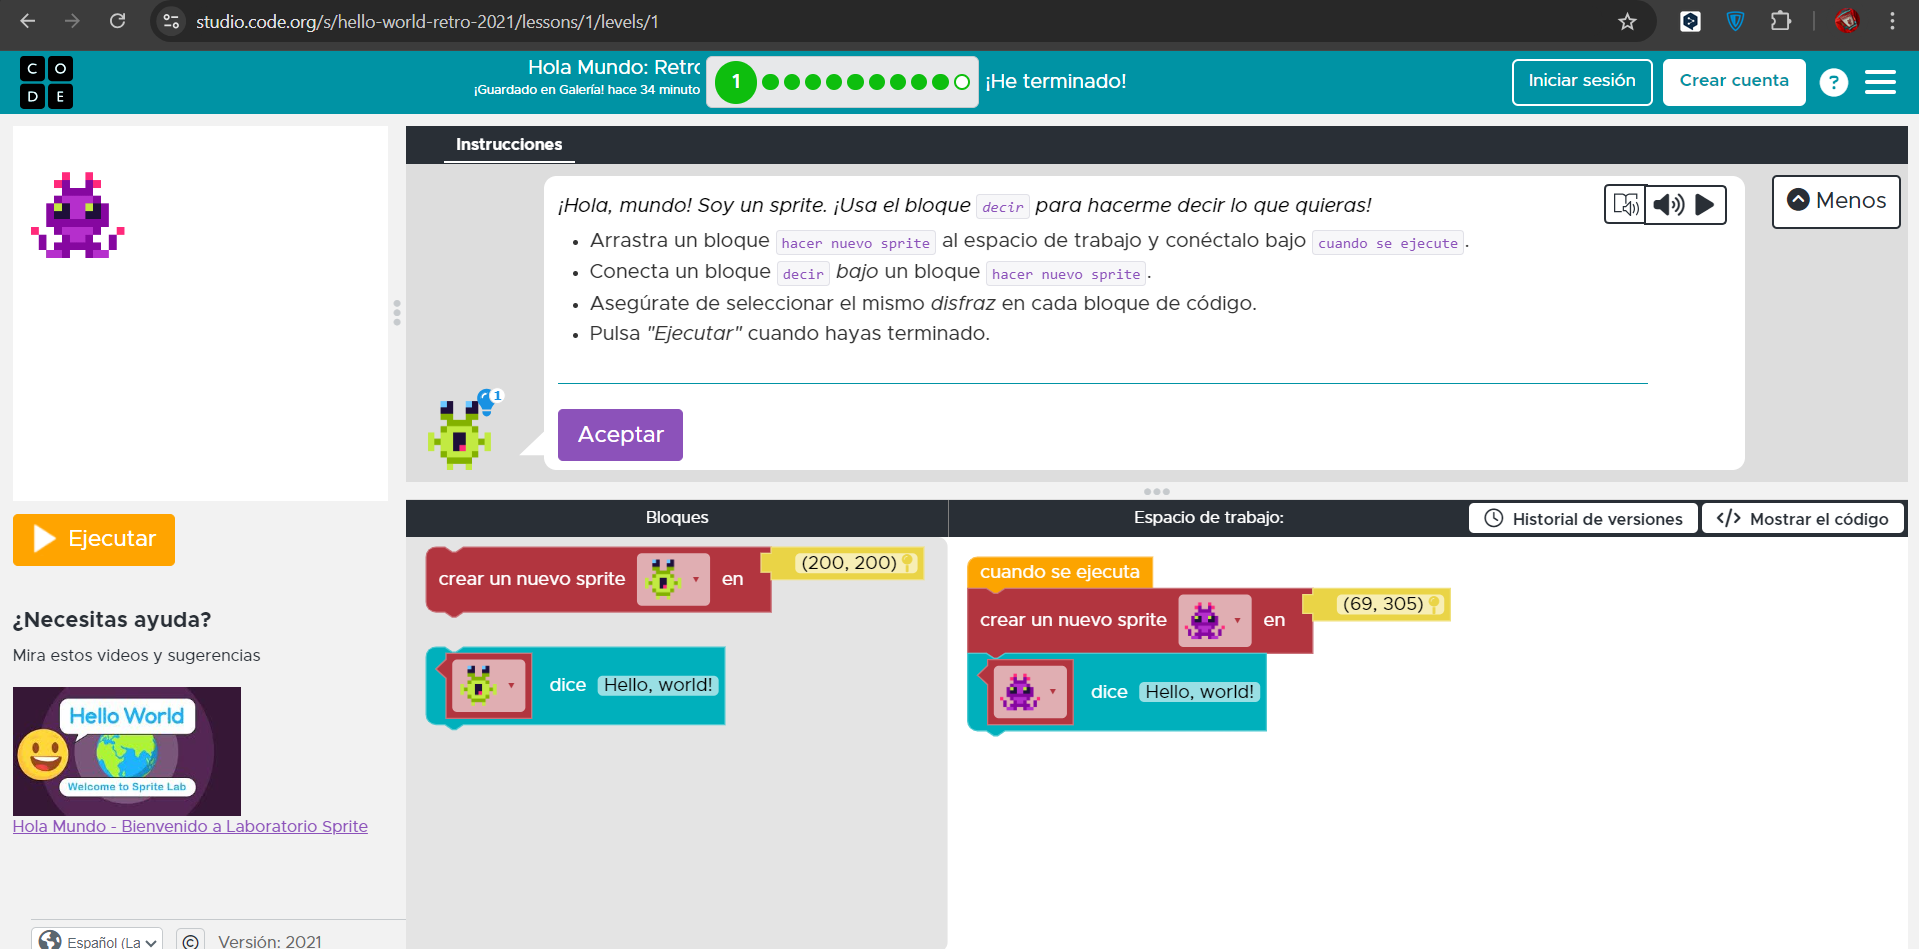 studio.code.org/s/hello-world-retro-2021/lessons/1/levels/1
C O
D E
Hola Mundo: Retro
¡Guardado en Galería! hace 34 minuto
1
¡He terminado!
Iniciar sesión
Crear cuenta
?
Instrucciones
¡Hola, mundo! Soy un sprite. ¡Usa el bloque decir para hacerme decir lo que quieras!
• Arrastra un bloque hacer nuevo sprite al espacio de trabajo y conéctalo bajo cuando se ejecute.
• Conecta un bloque decir bajo un bloque hacer nuevo sprite.
• Asegúrate de seleccionar el mismo disfraz en cada bloque de código.
• Pulsa "Ejecutar" cuando hayas terminado.
Menos
1
Aceptar
Ejecutar
¿Necesitas ayuda?
Mira estos videos y sugerencias
Hello World
Welcome to Sprite Lab
Hola Mundo - Bienvenido a Laboratorio Sprite
Español (La
©
Versión: 2021
Bloques
crear un nuevo sprite en (200, 200)
dice Hello, world!
Espacio de trabajo:
Historial de versiones
</> Mostrar el código
cuando se ejecuta
crear un nuevo sprite en (69, 305)
dice Hello, world!